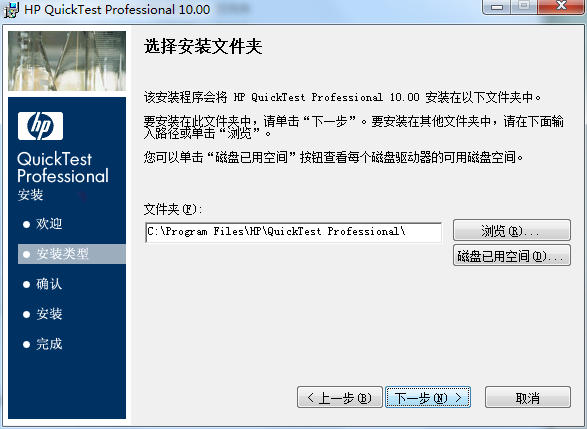 HP QuickTest Professional 10.00
选择安装文件夹
该安装程序会将 HP QuickTest Professional 10.00 安装在以下文件夹中。
要安装在此文件夹中，请单击“下一步”。要安装在其他文件夹中，请在下面输
入路径或单击“浏览”。
您可以单击“磁盘已用空间”按钮查看每个磁盘驱动器的可用磁盘空间。
hp
QuickTest
Professional
安装
欢迎
安装类型
确认
安装
完成
文件夹(F):
C:\Program Files\HP\QuickTest Professional\
浏览(R)...
磁盘已用空间(D)...
< 上一步(B)
下一步(N) >
取消